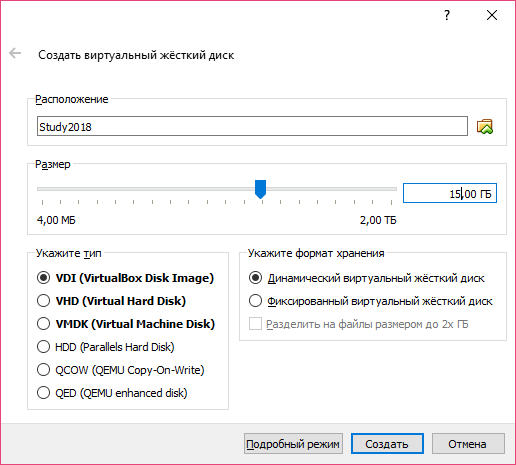 ?
Создать виртуальный жёсткий диск
Расположение
Study2018
Размер
15,00 ГБ
4,00 МБ 2,00 ТБ
Укажите тип
VDI (VirtualBox Disk Image)
VHD (Virtual Hard Disk)
VMDK (Virtual Machine Disk)
HDD (Parallels Hard Disk)
QCOW (QEMU Copy-On-Write)
QED (QEMU enhanced disk)
Укажите формат хранения
Динамический виртуальный жёсткий диск
Фиксированный виртуальный жёсткий диск
Разделить на файлы размером до 2х ГБ
Подробный режим Создать Отмена